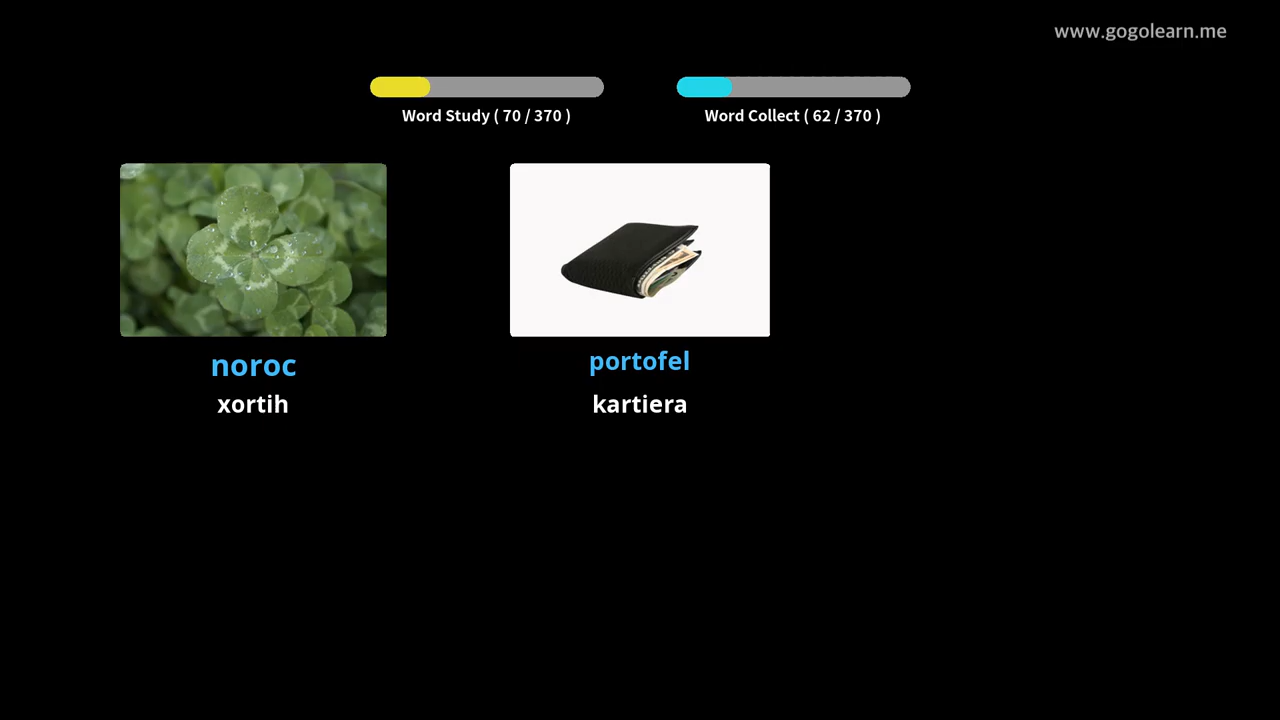 www.gogolearn.me
Word Study ( 70 / 370 )
Word Collect ( 62 / 370 )
noroc
xortih
portofel
kartiera